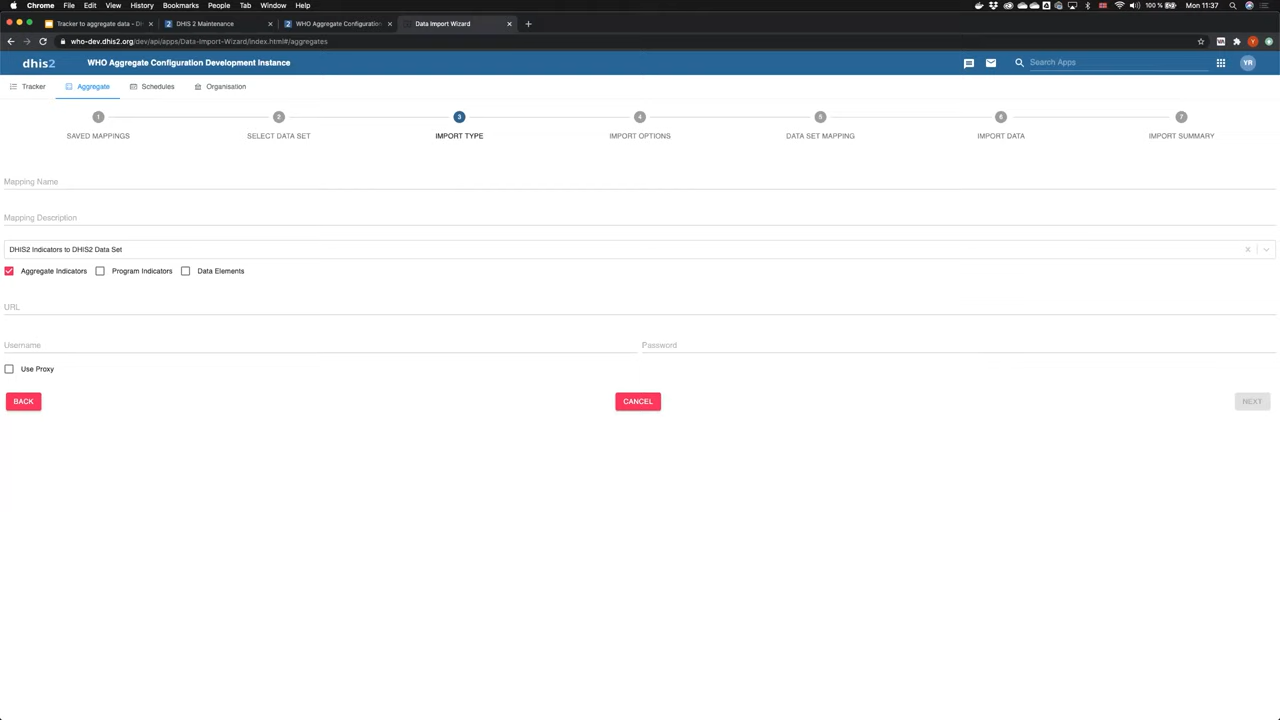 Chrome File Edit View History Bookmarks People Tab Window Help 100 % Mon 11:37
Tracker to aggregate data - D DHIS 2 Maintenance WHO Aggregate Configuration Data Import Wizard
who-dev.dhis2.org/dev/api/apps/Data-Import-Wizard/index.html#/aggregates
dhis2 WHO Aggregate Configuration Development Instance Search Apps YR
Tracker Aggregate Schedules Organisation
1 2 3 4 5 6 7
SAVED MAPPINGS SELECT DATA SET IMPORT TYPE IMPORT OPTIONS DATA SET MAPPING IMPORT DATA IMPORT SUMMARY
Mapping Name
Mapping Description
DHIS2 Indicators to DHIS2 Data Set
Aggregate Indicators Program Indicators Data Elements
URL
Username Password
Use Proxy
BACK CANCEL NEXT